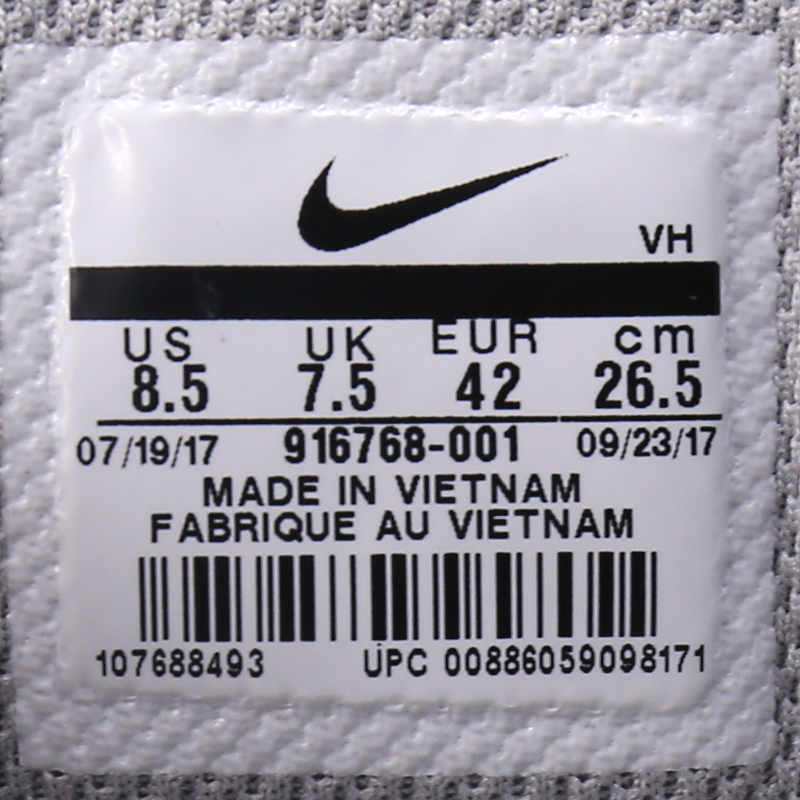 VH
US UK EUR cm
8.5 7.5 42 26.5
07/19/17 916768-001 09/23/17
MADE IN VIETNAM
FABRIQUE AU VIETNAM
107688493 UPC 00886059098171